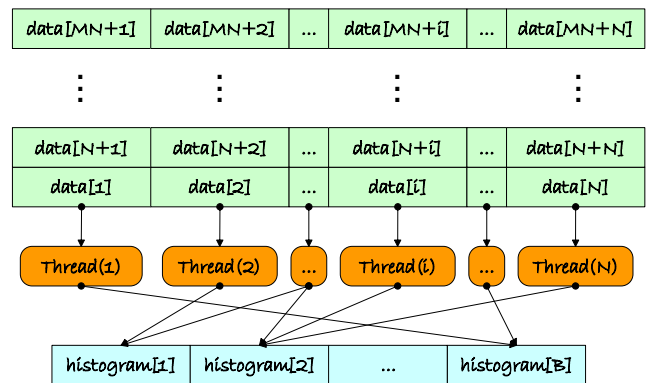 data[MN+1] data[MN+2] ... data[MN+i] ... data[MN+N]
data[N+1] data[N+2] ... data[N+i] ... data[N+N]
data[1] data[2] ... data[i] ... data[N]
Thread(1) Thread(2) ... Thread(i) ... Thread(N)
histogram[1] histogram[2] ... histogram[B]